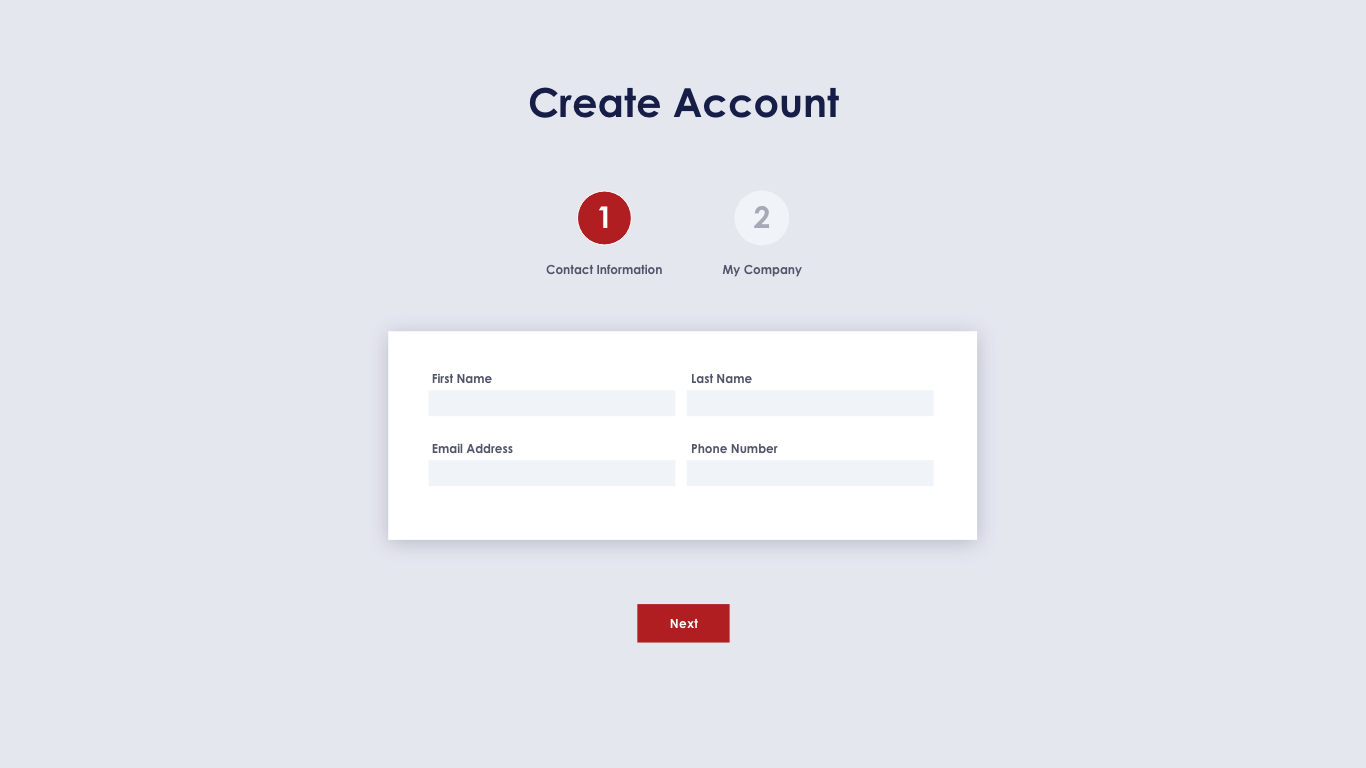 Create Account
1
2
Contact Information
My Company
First Name
Last Name
Email Address
Phone Number
Next